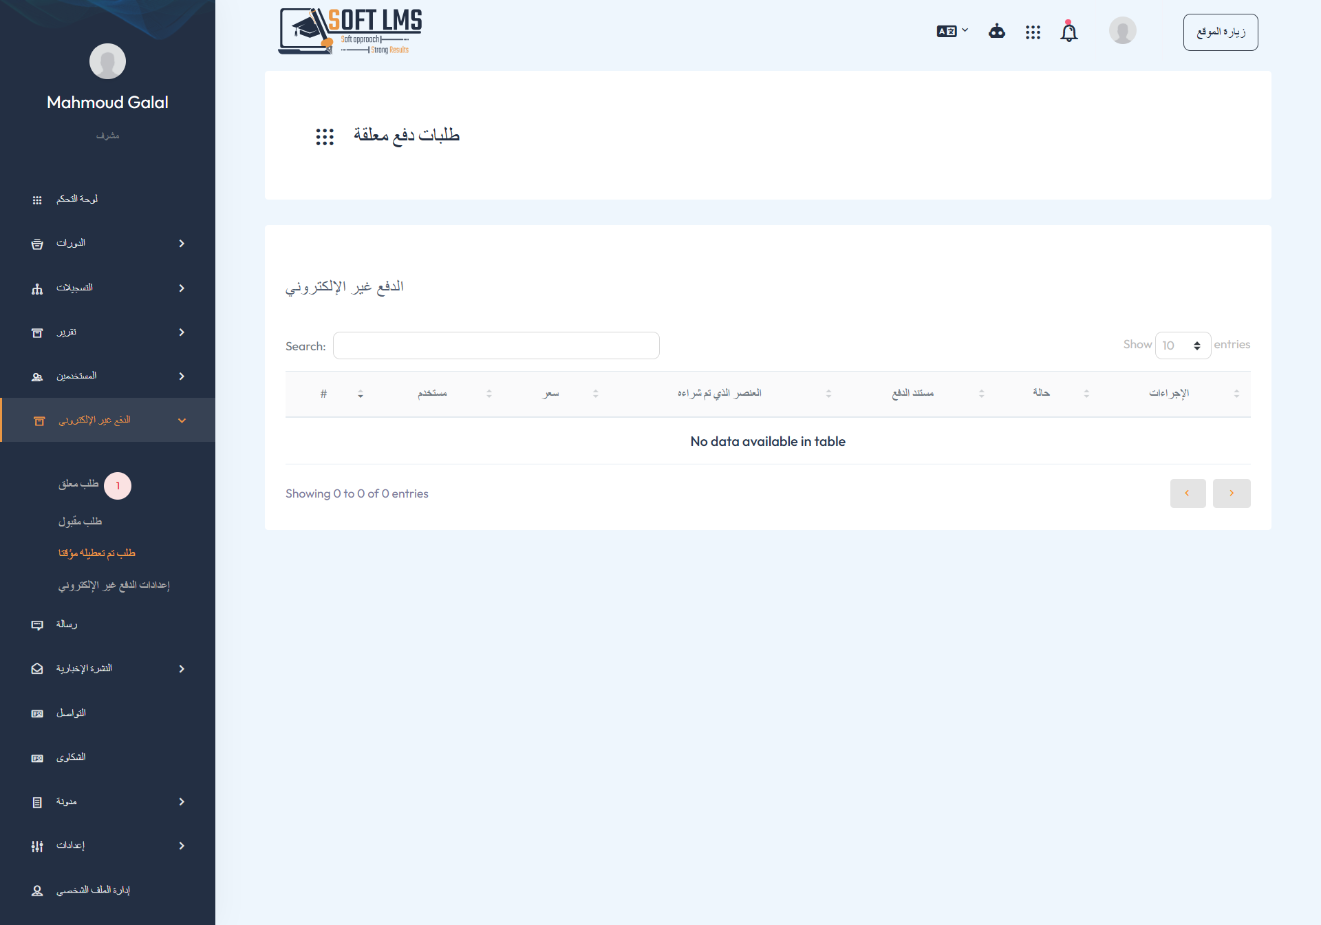 Mahmoud Galal
مشرف
لوحة التحكم
الدورات
التسجيلات
تقرير
المستخدمين
الدفع غير الإلكتروني
طلب معلق 1
طلب مقبول
طلب تم تعطيله مؤقتا
إعدادات الدفع غير الإلكتروني
رسالة
النشرة الإخبارية
التواصل
الشكاوى
مدونة
إعدادات
إدارة الملف الشخصي
SOFT LMS
Soft approach
Strong Results
زيارة الموقع
طلبات دفع معلقة
الدفع غير الإلكتروني
Search:
Show 10 entries
# مستخدم سعر العنصر الذي تم شراءه مستند الدفع حالة الإجراءات
No data available in table
Showing 0 to 0 of 0 entries